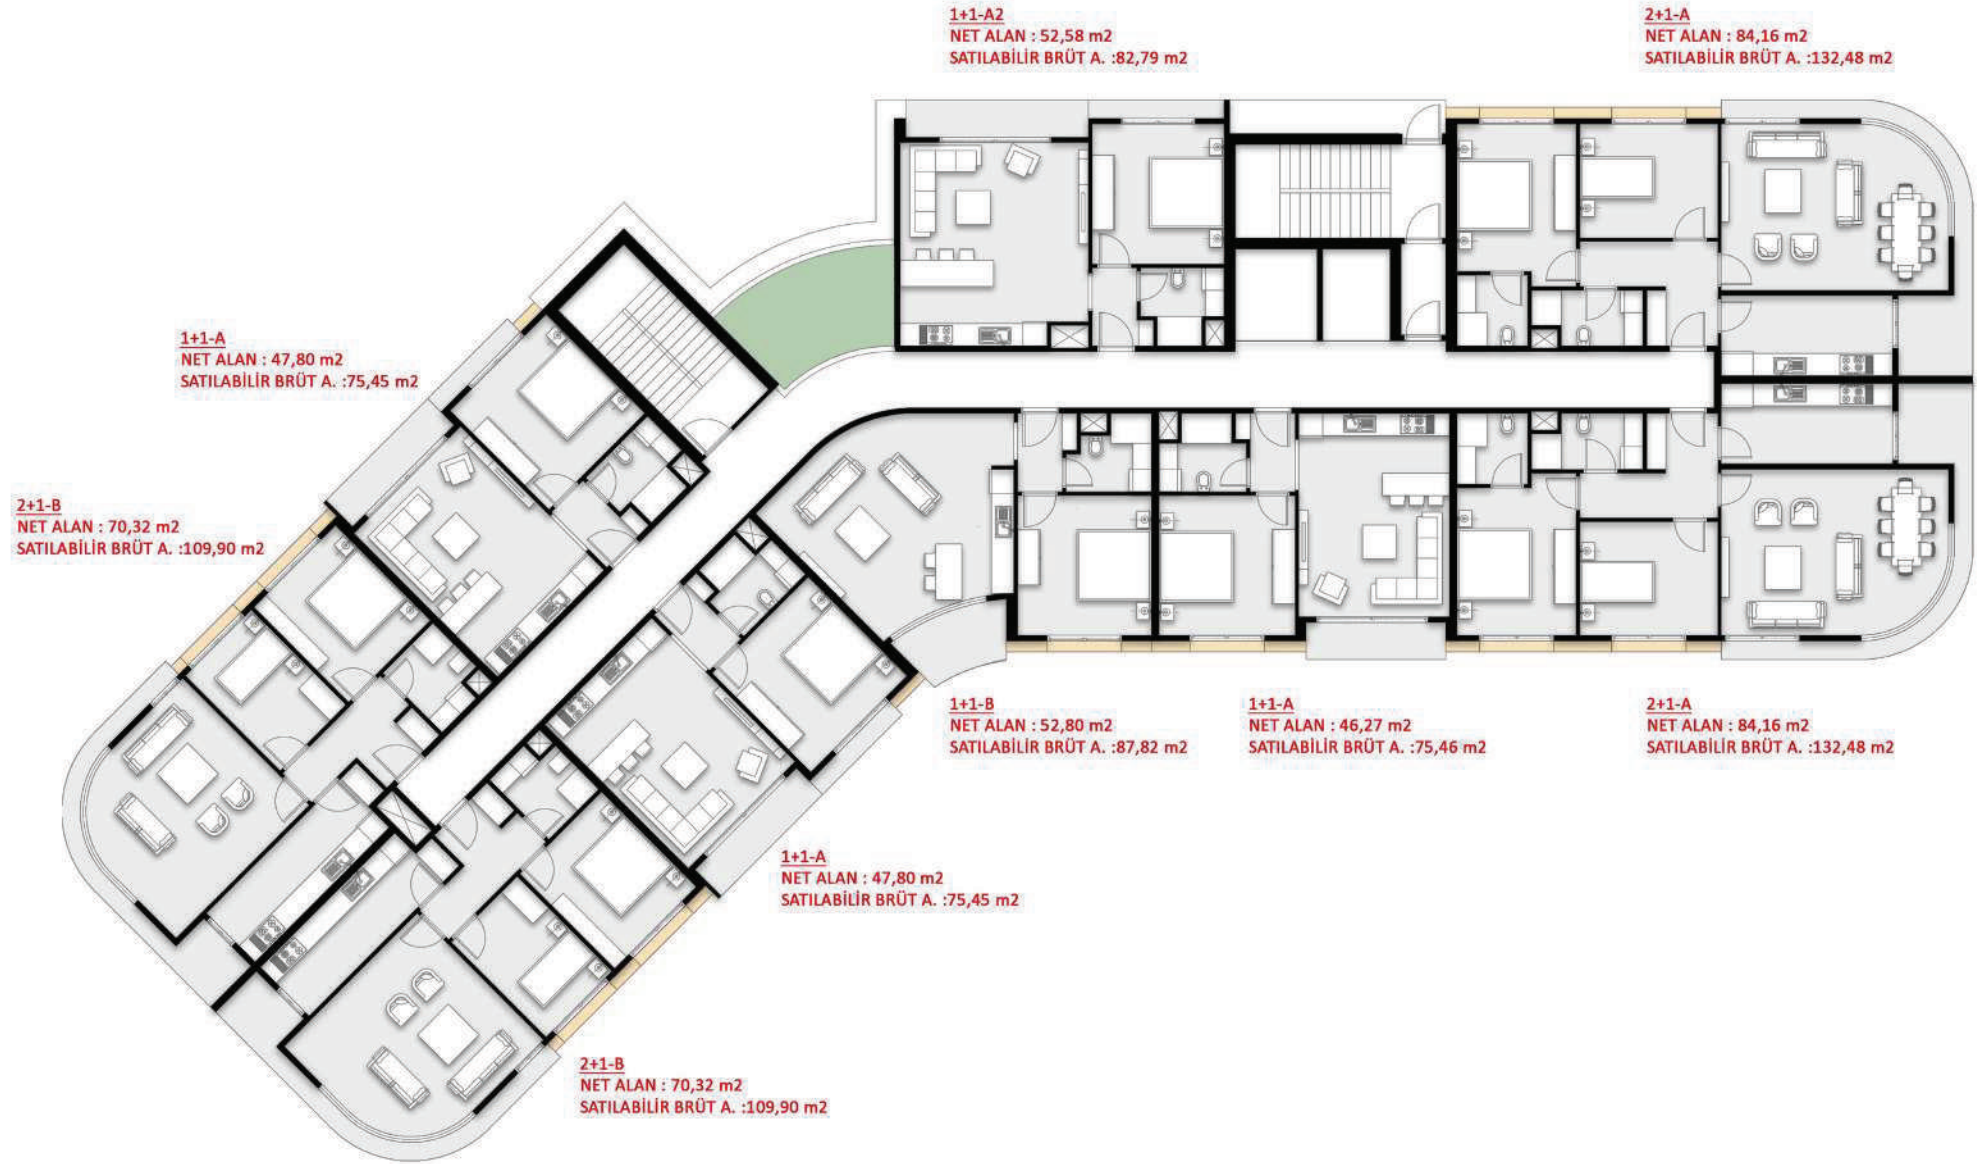 1+1-A2
NET ALAN : 52,58 m2
SATILABİLİR BRÜT A. :82,79 m2
2+1-A
NET ALAN : 84,16 m2
SATILABİLİR BRÜT A. :132,48 m2
1+1-A
NET ALAN : 47,80 m2
SATILABİLİR BRÜT A. :75,45 m2
2+1-B
NET ALAN : 70,32 m2
SATILABİLİR BRÜT A. :109,90 m2
1+1-B
NET ALAN : 52,80 m2
SATILABİLİR BRÜT A. :87,82 m2
1+1-A
NET ALAN : 46,27 m2
SATILABİLİR BRÜT A. :75,46 m2
2+1-A
NET ALAN : 84,16 m2
SATILABİLİR BRÜT A. :132,48 m2
1+1-A
NET ALAN : 47,80 m2
SATILABİLİR BRÜT A. :75,45 m2
2+1-B
NET ALAN : 70,32 m2
SATILABİLİR BRÜT A. :109,90 m2